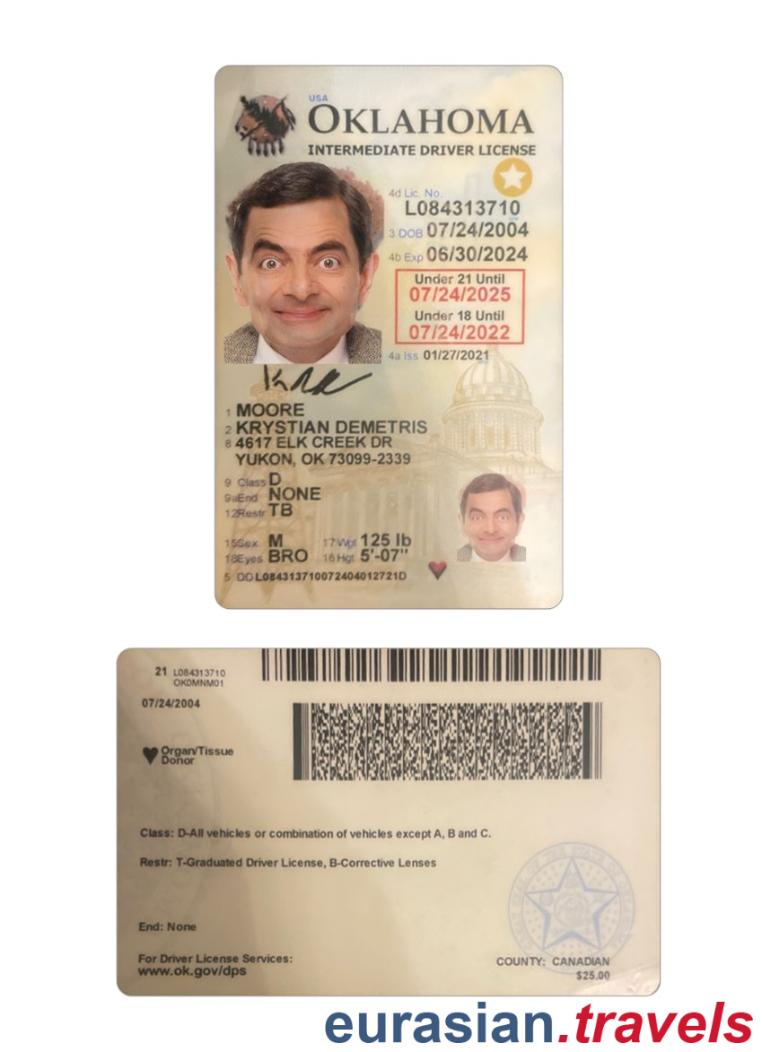 USA
OKLAHOMA
INTERMEDIATE DRIVER LICENSE
4d Lic. No.
L084313710
3 DOB 07/24/2004
4b Exp 06/30/2024
Under 21 Until
07/24/2025
Under 18 Until
07/24/2022
4a Iss 01/27/2021
1 MOORE
2 KRYSTIAN DEMETRIS
8 4617 ELK CREEK DR
YUKON, OK 73099-2339
9 Class D
9a End NONE
12 Restr TB
15 Sex M 17 Wgt 125 lb
18 Eyes BRO 16 Hgt 5'-07"
5 DD L0843137100724040127​21D
21 L084313710
OK0MNM01
07/24/2004
Organ/Tissue
Donor
Class: D-All vehicles or combination of vehicles except A, B and C.
Restr: T-Graduated Driver License, B-Corrective Lenses
End: None
For Driver License Services:
www.ok.gov/dps
COUNTY: CANADIAN
$25.00
eurasian.travels